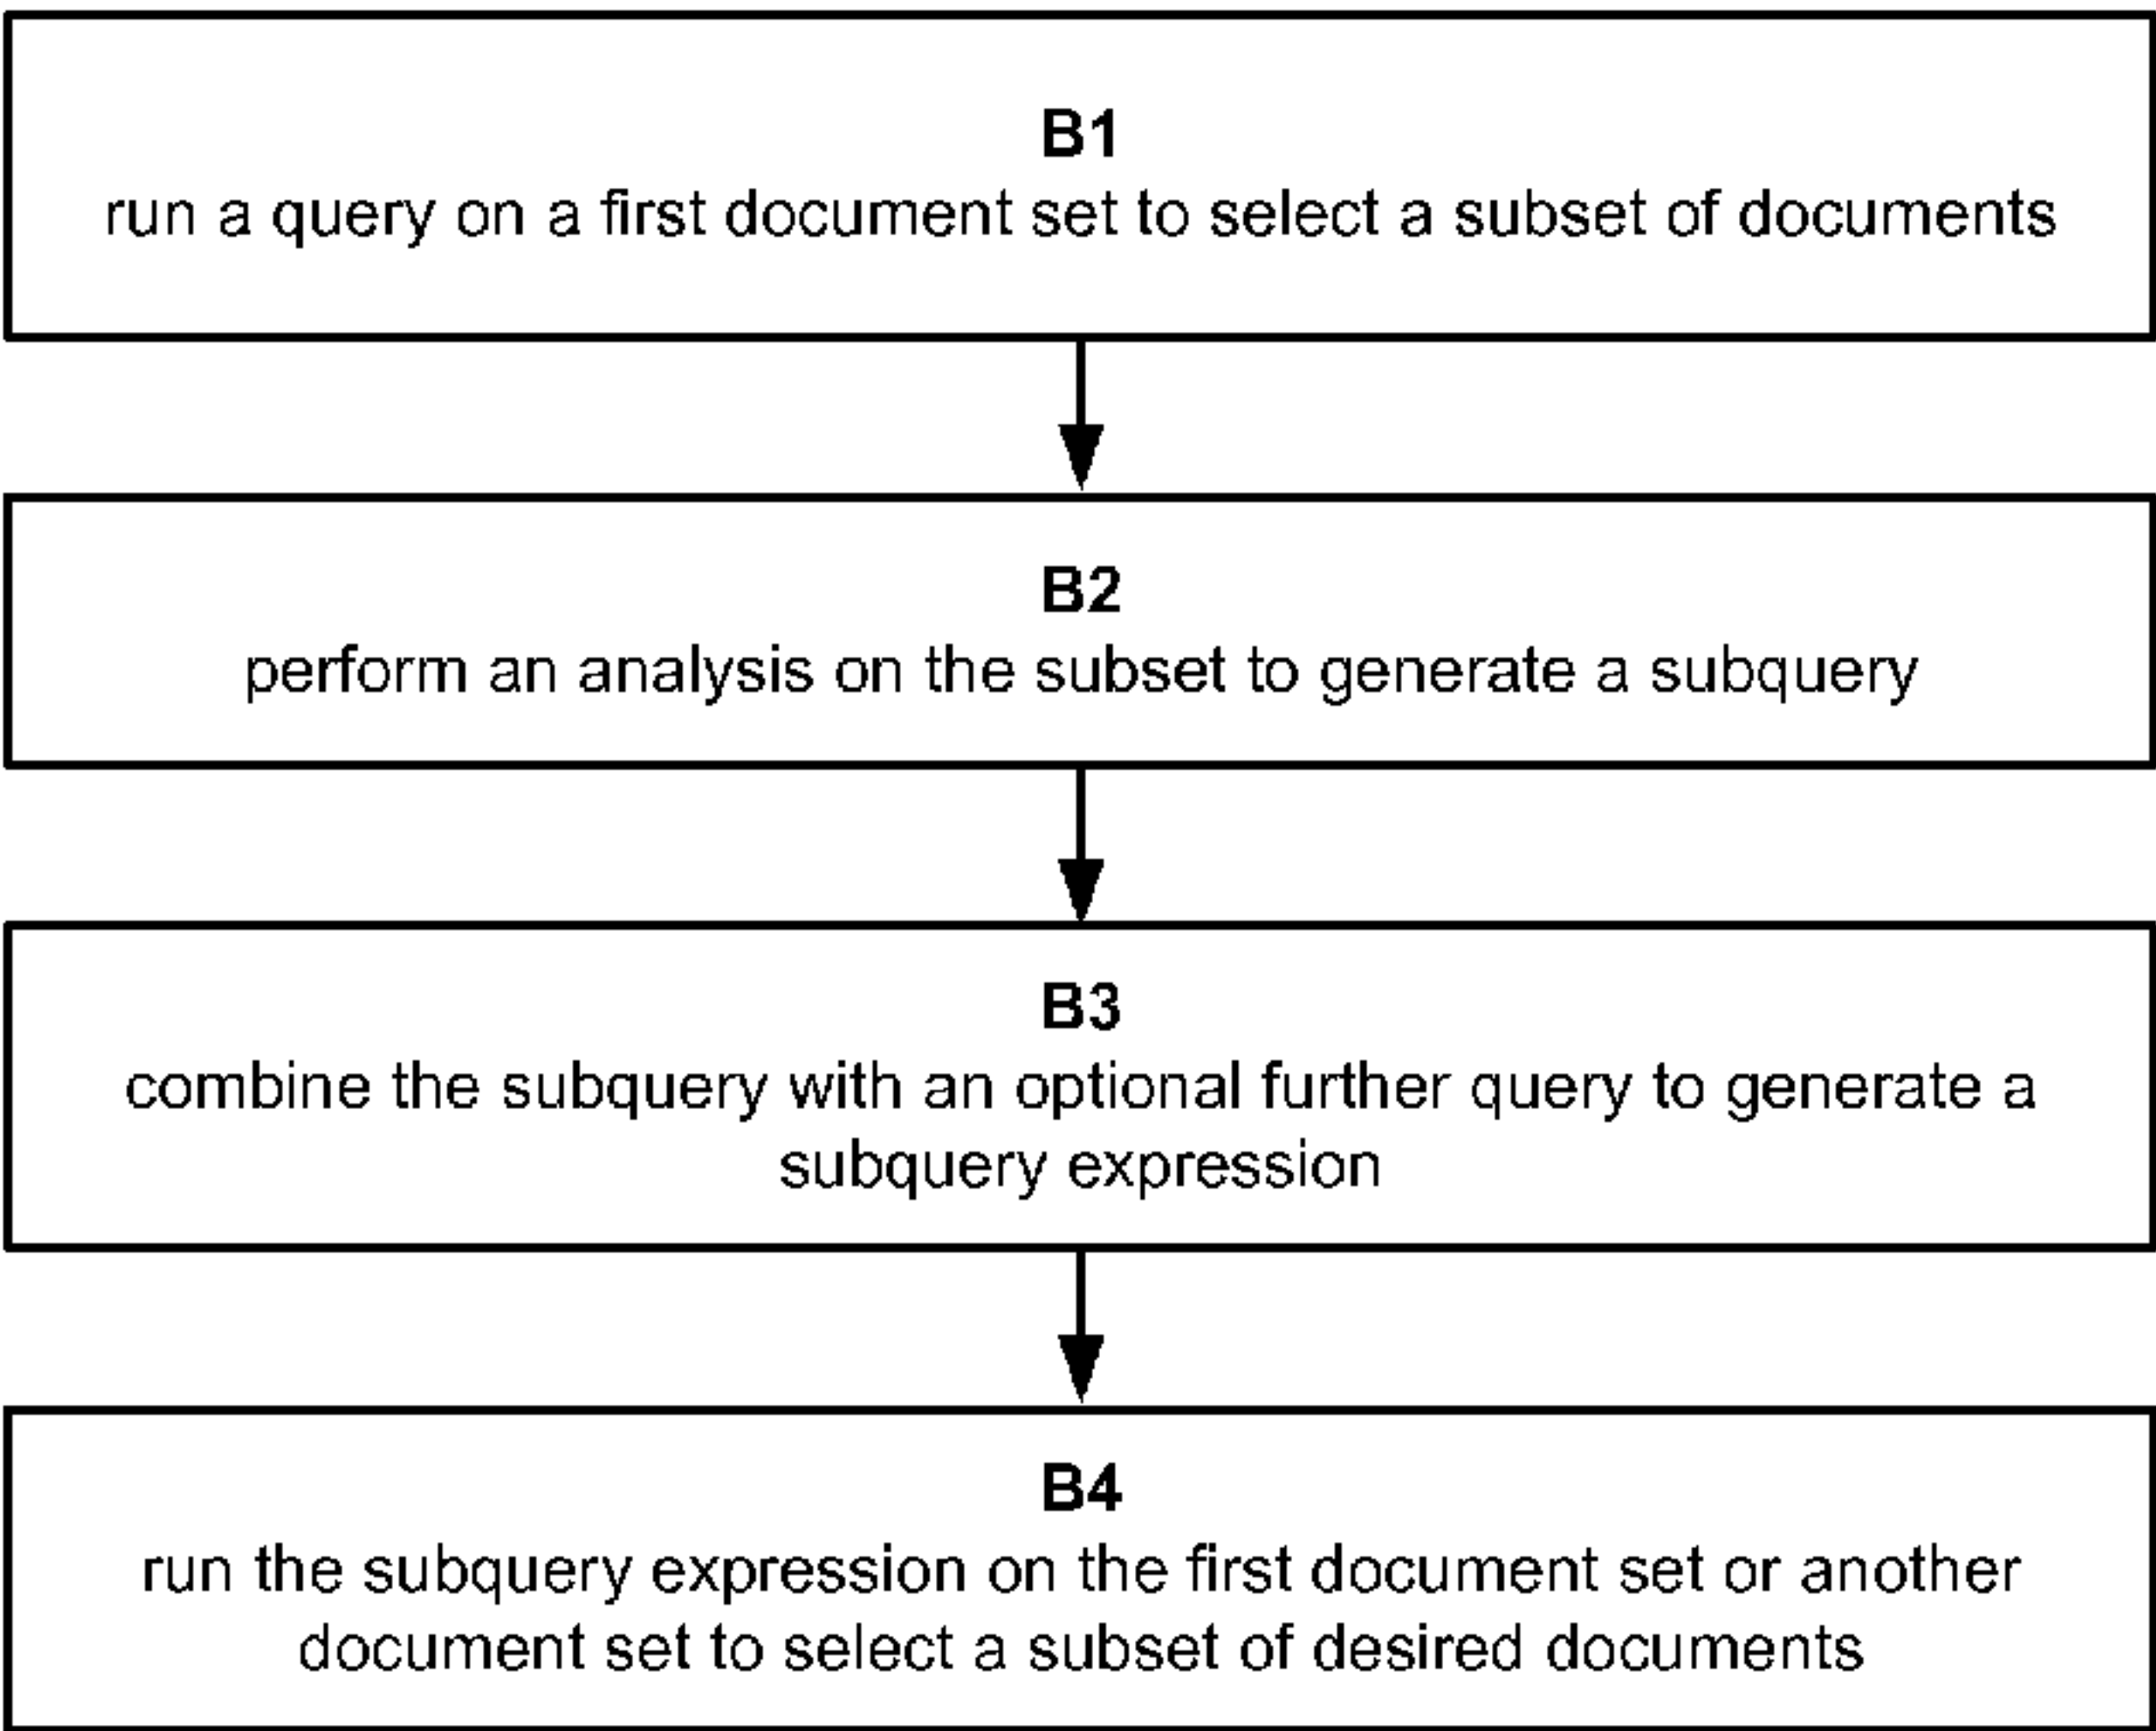 B1
run a query on a first document set to select a subset of documents
B2
perform an analysis on the subset to generate a subquery
B3
combine the subquery with an optional further query to generate a
subquery expression
B4
run the subquery expression on the first document set or another
document set to select a subset of desired documents